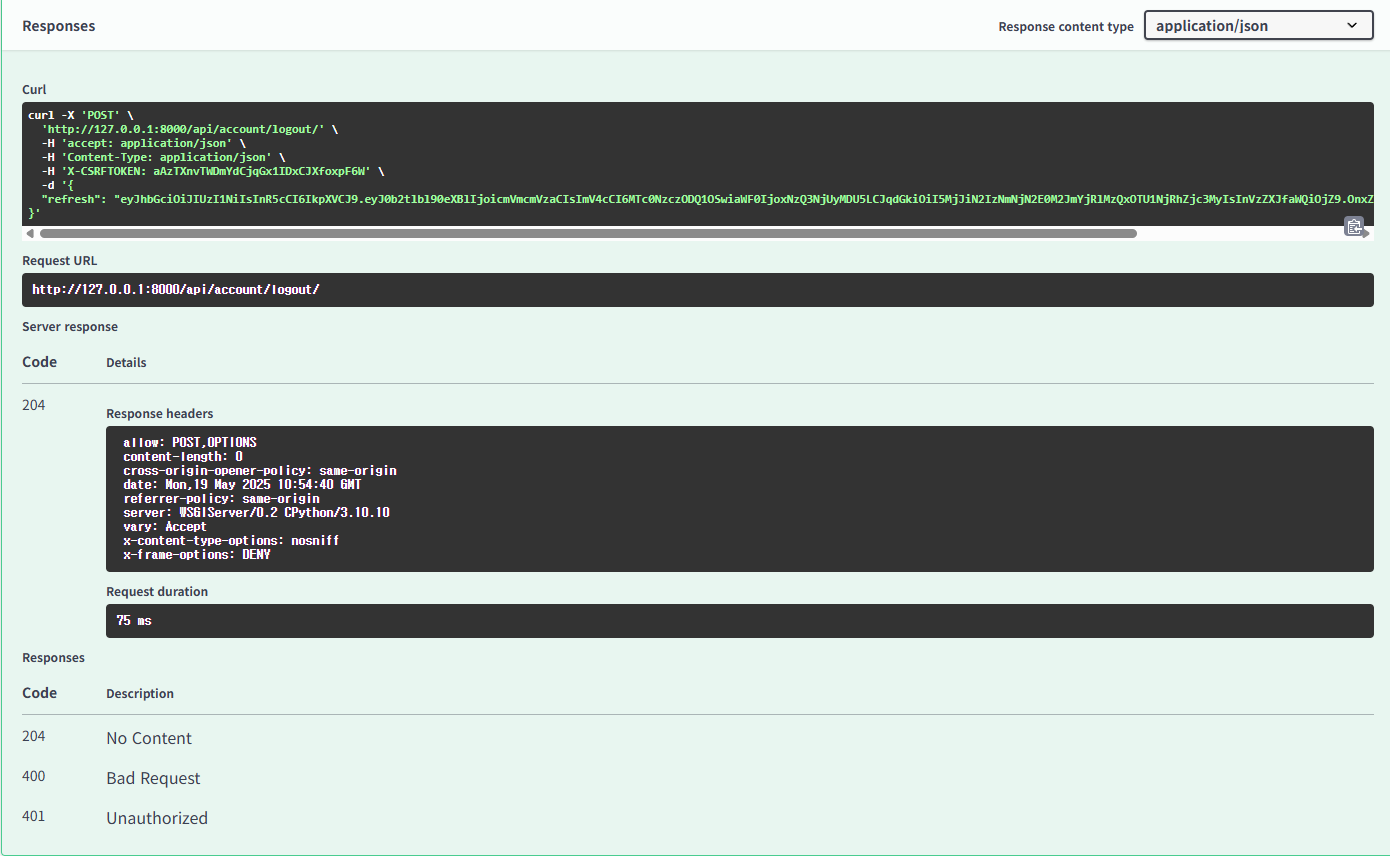 Responses
Response content type
application/json
Curl
curl -X 'POST' \
'http://127.0.0.1:8000/api/account/logout/' \
-H 'accept: application/json' \
-H 'Content-Type: application/json' \
-H 'X-CSRFTOKEN: aAzTXnvTWDmYdCjqGx1IDxCJXfoxpF6W' \
-d '{
"refresh":
}'
Request URL
http://127.0.0.1:8000/api/account/logout/
Server response
Code Details
204
Response headers
allow: POST,OPTIONS
content-length: 0
cross-origin-opener-policy: same-origin
date: Mon,19 May 2025 10:54:40 GMT
referrer-policy: same-origin
server: WSGIServer/0.2 CPython/3.10.10
vary: Accept
x-content-type-options: nosniff
x-frame-options: DENY
Request duration
75 ms
Responses
Code Description
204 No Content
400 Bad Request
401 Unauthorized